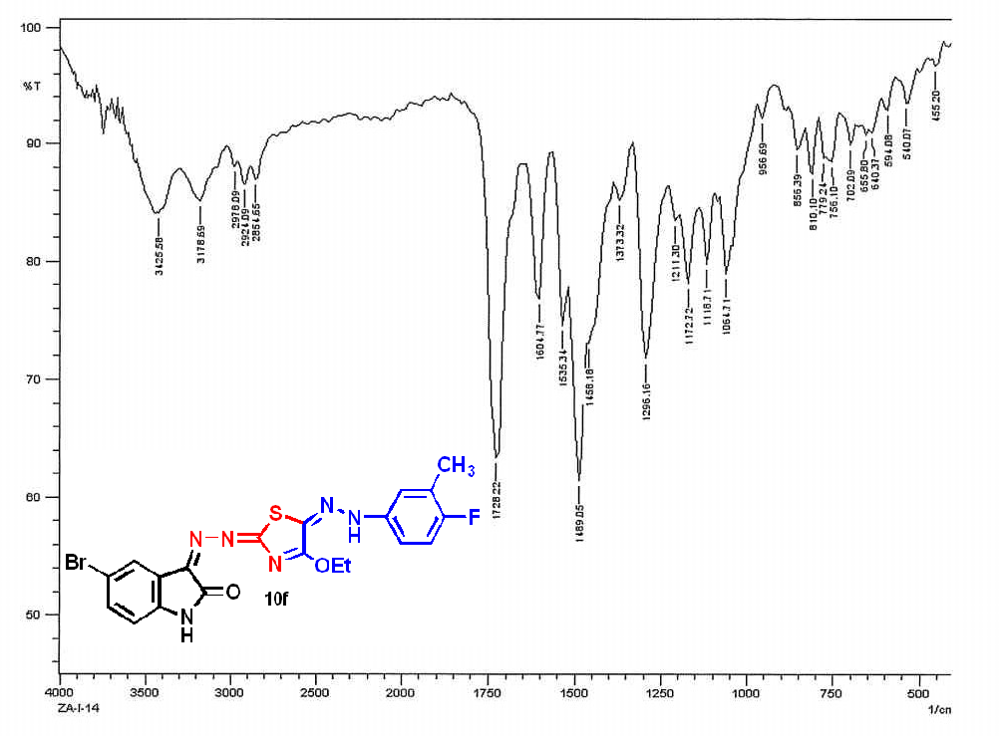 100
%T
90
80
70
60
50
3425.58
3178.69
2978.09
2924.09
2854.65
1728.22
1604.77
1535.34
1489.05
1458.18
1373.32
1296.16
1211.30
1172.72
1118.71
1064.71
956.69
856.39
810.10
779.24
756.10
702.09
655.80
640.37
594.08
540.07
455.20
CH3
S
N
N
H
F
N
N
N
OEt
Br
O
N
H
10f
4000 3500 3000 2500 2000 1750 1500 1250 1000 750 500
ZA-I-14
1/cm